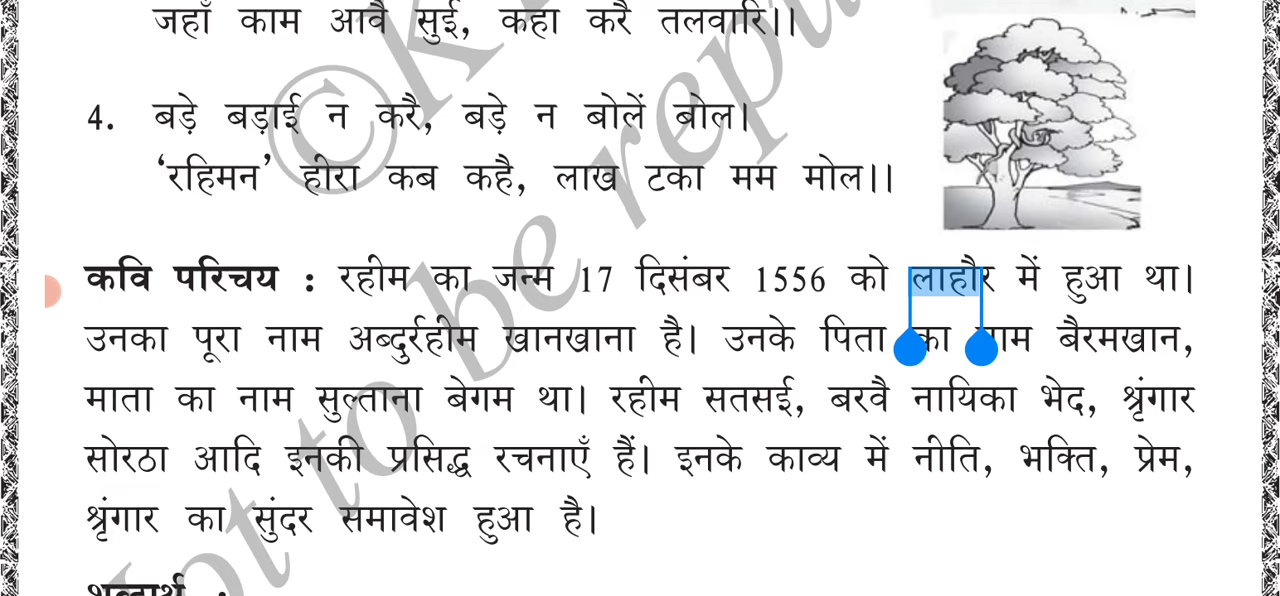 जहाँ काम आवै सुई, कहा करै तलवारि।।
4. बड़े बड़ाई न करै, बड़े न बोलें बोल।
‘रहिमन’ हीरा कब कहै, लाख टका मम मोल।।
कवि परिचय : रहीम का जन्म 17 दिसंबर 1556 को लाहौर में हुआ था।
उनका पूरा नाम अब्दुर्रहीम खानखाना है। उनके पिता का नाम बैरमखान,
माता का नाम सुल्ताना बेगम था। रहीम सतसई, बरवै नायिका भेद, श्रृंगार
सोरठा आदि इनकी प्रसिद्ध रचनाएँ हैं। इनके काव्य में नीति, भक्ति, प्रेम,
श्रृंगार का सुंदर समावेश हुआ है।
शब्दार्थ :